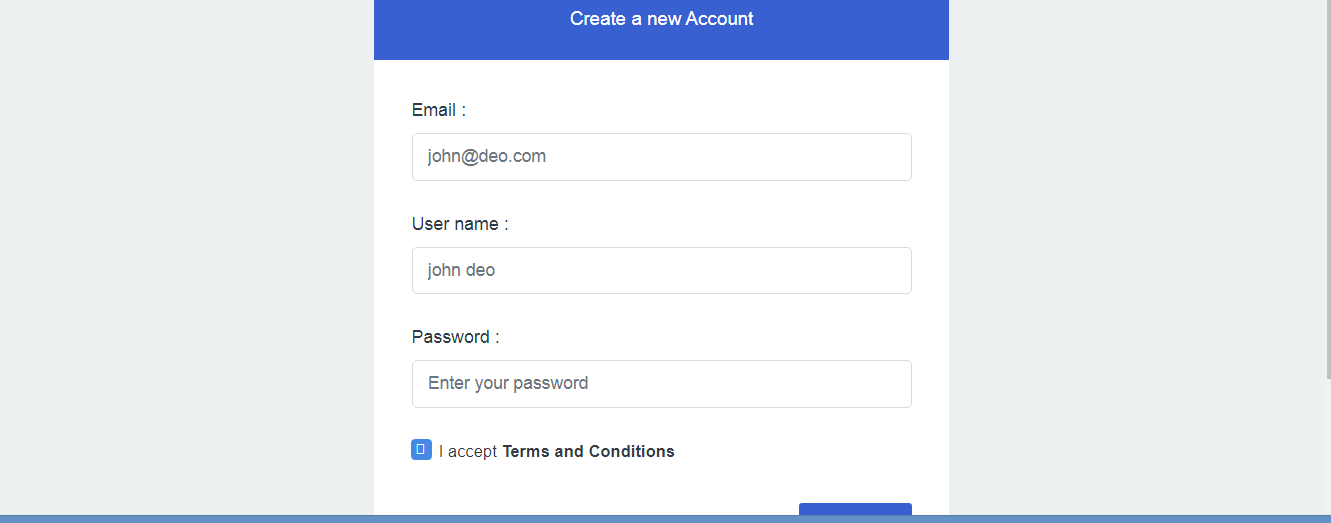 Create a new Account
Email :
john@deo.com
User name :
john deo
Password :
Enter your password
I accept Terms and Conditions